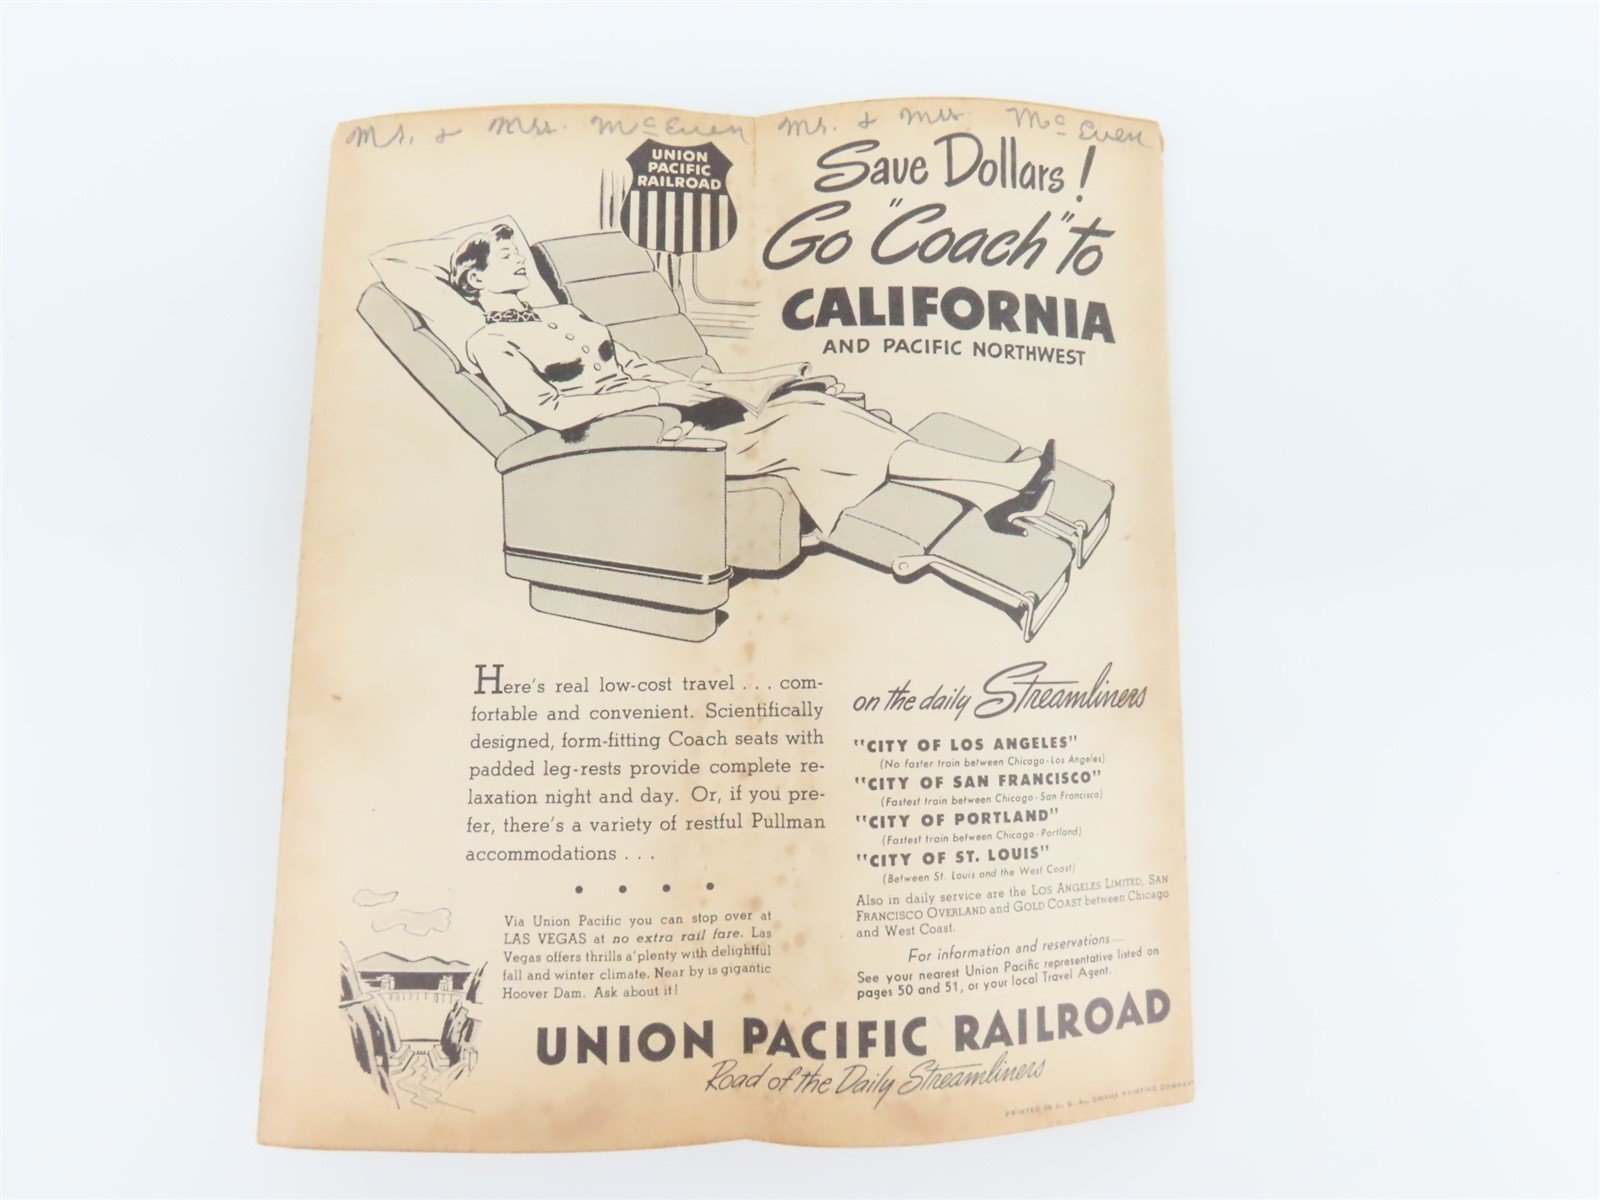 Mr. & Mrs. McEuen Mr. & Mrs. McEuen
UNION
PACIFIC
RAILROAD
Save Dollars!
Go "Coach" to
CALIFORNIA
AND PACIFIC NORTHWEST
Here's real low-cost travel . . . com-
fortable and convenient. Scientifically
designed, form-fitting Coach seats with
padded leg-rests provide complete re-
laxation night and day. Or, if you pre-
fer, there's a variety of restful Pullman
accommodations . . .
• • • •
Via Union Pacific you can stop over at
LAS VEGAS at no extra rail fare. Las
Vegas offers thrills a'plenty with delightful
fall and winter climate. Near by is gigantic
Hoover Dam. Ask about it!
on the daily Streamliners
"CITY OF LOS ANGELES"
(No faster train between Chicago-Los Angeles)
"CITY OF SAN FRANCISCO"
(Fastest train between Chicago-San Francisco)
"CITY OF PORTLAND"
(Fastest train between Chicago-Portland)
"CITY OF ST. LOUIS"
(Between St. Louis and the West Coast)
Also in daily service are the LOS ANGELES LIMITED, SAN
FRANCISCO OVERLAND and GOLD COAST between Chicago
and West Coast.
For information and reservations—
See your nearest Union Pacific representative listed on
pages 50 and 51, or your local Travel Agent.
UNION PACIFIC RAILROAD
Road of the Daily Streamliners
PRINTED IN U. S. A., OMAHA PRINTING COMPANY